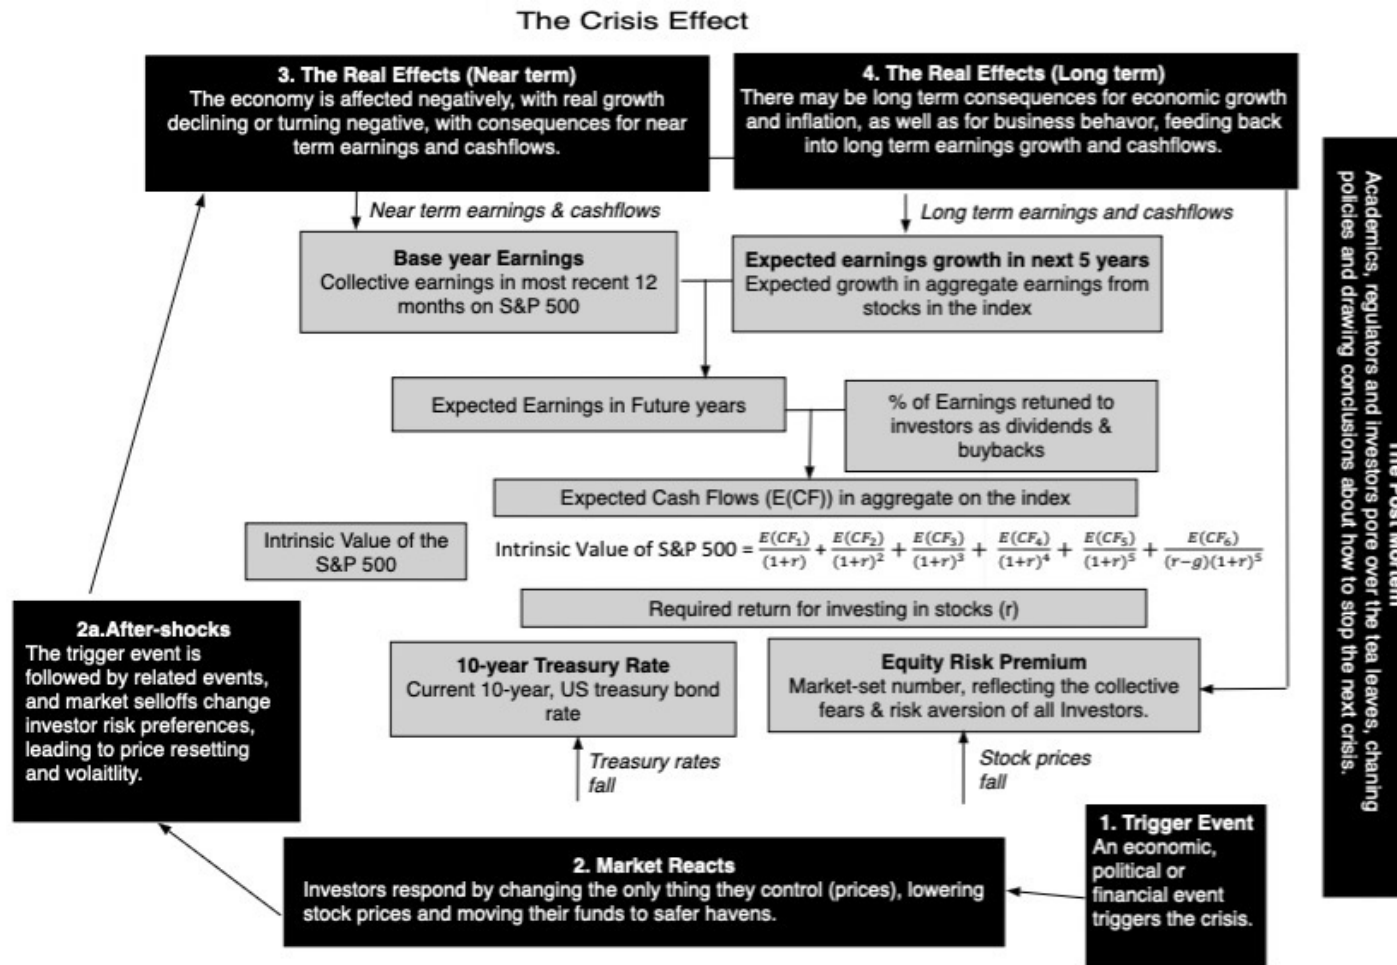 The Crisis Effect
3. The Real Effects (Near term)
The economy is affected negatively, with real growth
declining or turning negative, with consequences for near
term earnings and cashflows.
4. The Real Effects (Long term)
There may be long term consequences for economic growth
and inflation, as well as for business behavior, feeding back
into long term earnings growth and cashflows.
Near term earnings & cashflows
Long term earnings and cashflows
Base year Earnings
Collective earnings in most recent 12
months on S&P 500
Expected earnings growth in next 5 years
Expected growth in aggregate earnings from
stocks in the index
Expected Earnings in Future years
% of Earnings retuned to
investors as dividends &
buybacks
Expected Cash Flows (E(CF)) in aggregate on the index
Intrinsic Value of the
S&P 500
Intrinsic Value of S&P 500 = E(CF₁)/(1+r) + E(CF₂)/(1+r)² + E(CF₃)/(1+r)³ + E(CF₄)/(1+r)⁴ + E(CF₅)/(1+r)⁵ + E(CF₆)/(r−g)(1+r)⁵
Required return for investing in stocks (r)
10-year Treasury Rate
Current 10-year, US treasury bond
rate
Equity Risk Premium
Market-set number, reflecting the collective
fears & risk aversion of all Investors.
Treasury rates
fall
Stock prices
fall
2a.After-shocks
The trigger event is
followed by related events,
and market selloffs change
investor risk preferences,
leading to price resetting
and volaitlity.
2. Market Reacts
Investors respond by changing the only thing they control (prices), lowering
stock prices and moving their funds to safer havens.
1. Trigger Event
An economic,
political or
financial event
triggers the crisis.
The Post Mortem
Academics, regulators and investors pore over the tea leaves, chaning
policies and drawing conclusions about how to stop the next crisis.